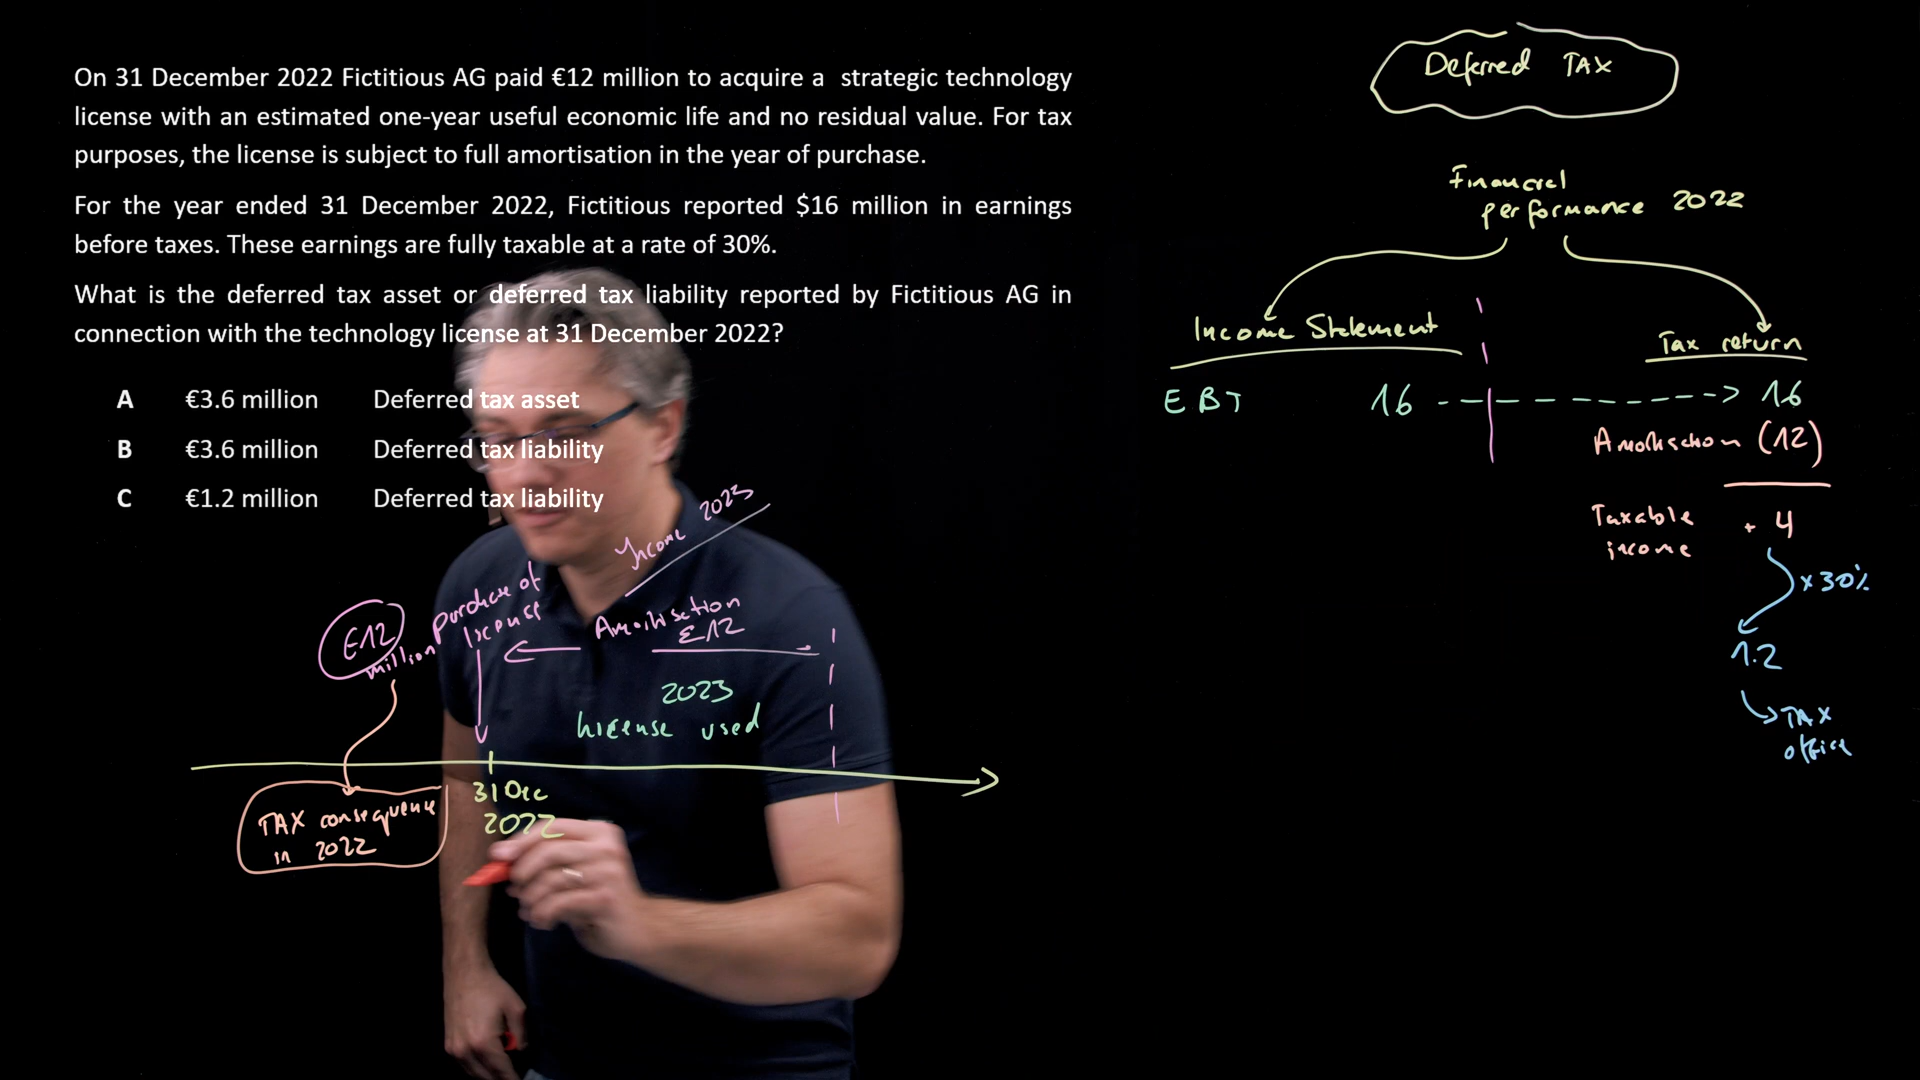 On 31 December 2022 Fictitious AG paid €12 million to acquire a strategic technology
license with an estimated one-year useful economic life and no residual value. For tax
purposes, the license is subject to full amortisation in the year of purchase.
For the year ended 31 December 2022, Fictitious reported $16 million in earnings
before taxes. These earnings are fully taxable at a rate of 30%.
What is the deferred tax asset or deferred tax liability reported by Fictitious AG in
connection with the technology license at 31 December 2022?
A €3.6 million Deferred tax asset
B €3.6 million Deferred tax liability
C €1.2 million Deferred tax liability
Income 2023
purchase of
license
€12
million
Amortisation
€12
2023
License used
31 Dec
2022
TAX consequence
in 2022
Deferred TAX
Financial
performance 2022
Income Statement
Tax return
EBT 16 16
Amortisation (12)
Taxable + 4
income
x 30%
1.2
TAX
office